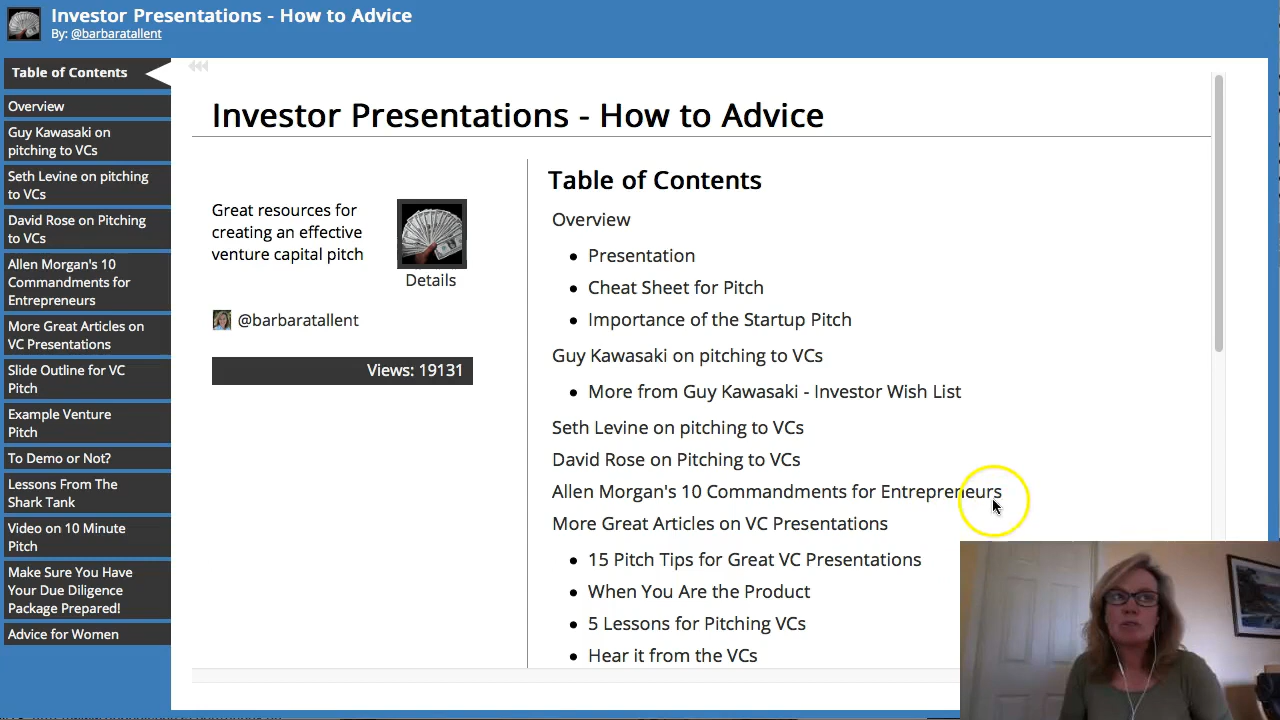 Investor Presentations - How to Advice
By: @barbaratallent
Table of Contents
Overview
Guy Kawasaki on
pitching to VCs
Seth Levine on pitching
to VCs
David Rose on Pitching
to VCs
Allen Morgan's 10
Commandments for
Entrepreneurs
More Great Articles on
VC Presentations
Slide Outline for VC
Pitch
Example Venture
Pitch
To Demo or Not?
Lessons From The
Shark Tank
Video on 10 Minute
Pitch
Make Sure You Have
Your Due Diligence
Package Prepared!
Advice for Women
Investor Presentations - How to Advice
Great resources for
creating an effective
venture capital pitch
Details
@barbaratallent
Views: 19131
Table of Contents
Overview
Presentation
Cheat Sheet for Pitch
Importance of the Startup Pitch
Guy Kawasaki on pitching to VCs
More from Guy Kawasaki - Investor Wish List
Seth Levine on pitching to VCs
David Rose on Pitching to VCs
Allen Morgan's 10 Commandments for Entrepreneurs
More Great Articles on VC Presentations
15 Pitch Tips for Great VC Presentations
When You Are the Product
5 Lessons for Pitching VCs
Hear it from the VCs